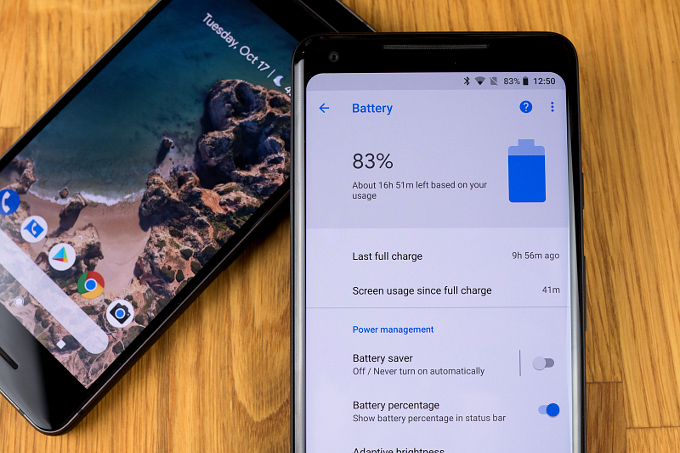 Tuesday, Oct 17
83% 12:50
Battery
83%
About 16h 51m left based on your
usage
Last full charge 9h 56m ago
Screen usage since full charge 41m
Power management
Battery saver
Off / Never turn on automatically
Battery percentage
Show battery percentage in status bar
Adaptive brightness